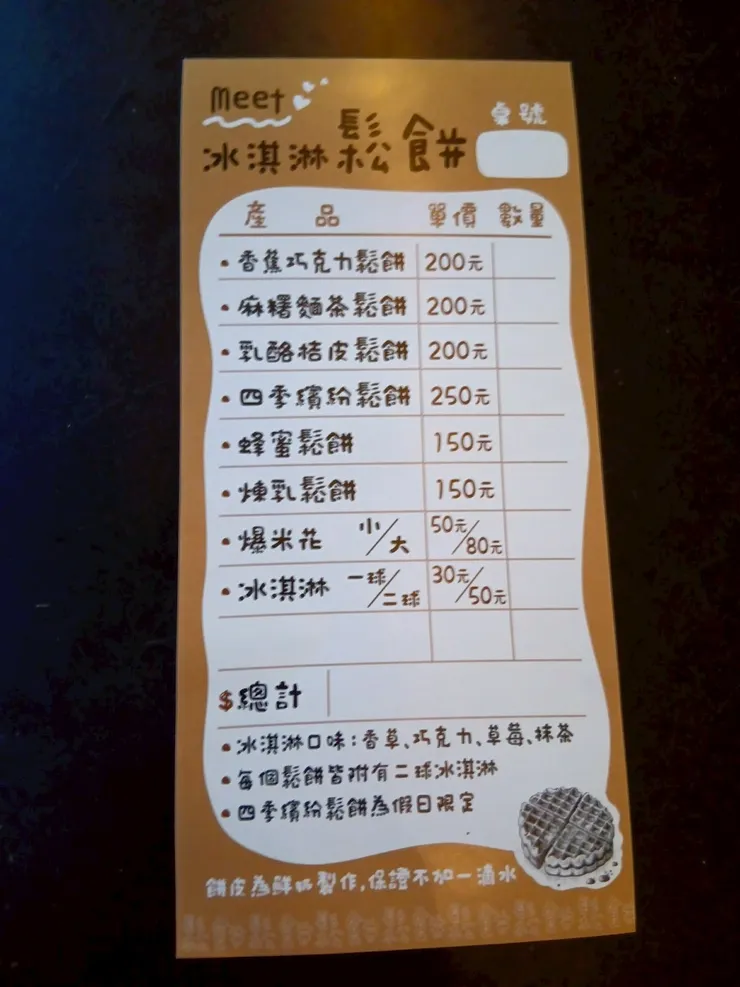 Meet
冰淇淋鬆餅 桌號
產品 單價 數量
•香蕉巧克力鬆餅 200元
•麻糬麵茶鬆餅 200元
•乳酪桔皮鬆餅 200元
•四季繽紛鬆餅 250元
•蜂蜜鬆餅 150元
•煉乳鬆餅 150元
•爆米花 小/大 50元/80元
•冰淇淋 一球/二球 30元/50元
$總計
•冰淇淋口味:香草、巧克力、草莓、抹茶
•每個鬆餅皆附有二球冰淇淋
•四季繽紛鬆餅為假日限定
餅皮為鮮奶製作,保證不加一滴水